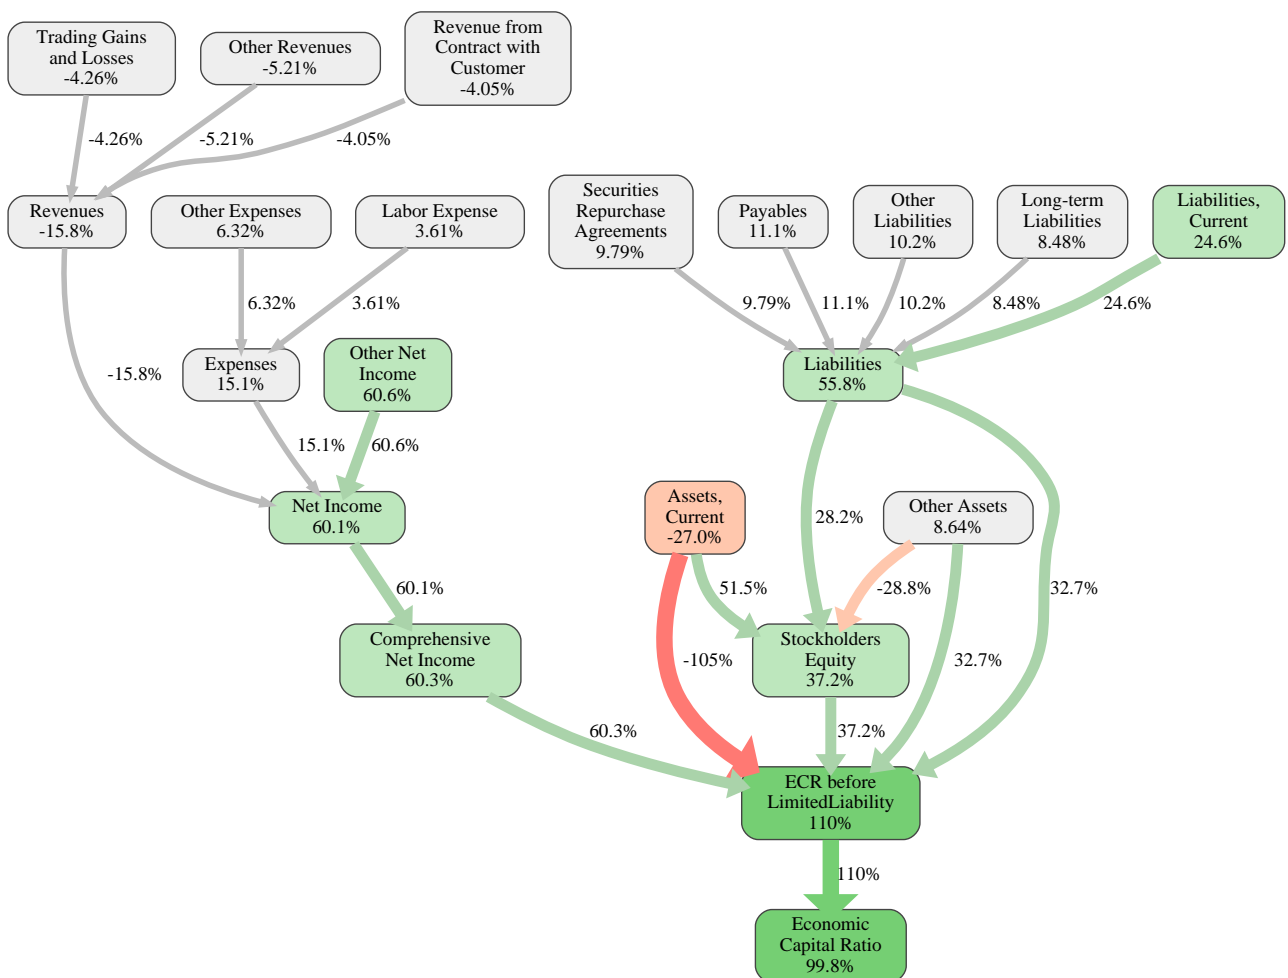 Trading Gains
and Losses
-4.26%
Other Revenues
-5.21%
Revenue from
Contract with
Customer
-4.05%
-4.26%
-5.21%
-4.05%
Revenues
-15.8%
Other Expenses
6.32%
Labor Expense
3.61%
Securities
Repurchase
Agreements
9.79%
Payables
11.1%
Other
Liabilities
10.2%
Long-term
Liabilities
8.48%
Liabilities,
Current
24.6%
6.32%
3.61%
9.79%
11.1%
10.2%
8.48%
24.6%
-15.8%
Expenses
15.1%
Other Net
Income
60.6%
Liabilities
55.8%
15.1%
60.6%
Net Income
60.1%
Assets,
Current
-27.0%
28.2%
Other Assets
8.64%
60.1%
51.5%
-28.8%
32.7%
Comprehensive
Net Income
60.3%
-105%
Stockholders
Equity
37.2%
32.7%
60.3%
37.2%
ECR before
LimitedLiability
110%
110%
Economic
Capital Ratio
99.8%